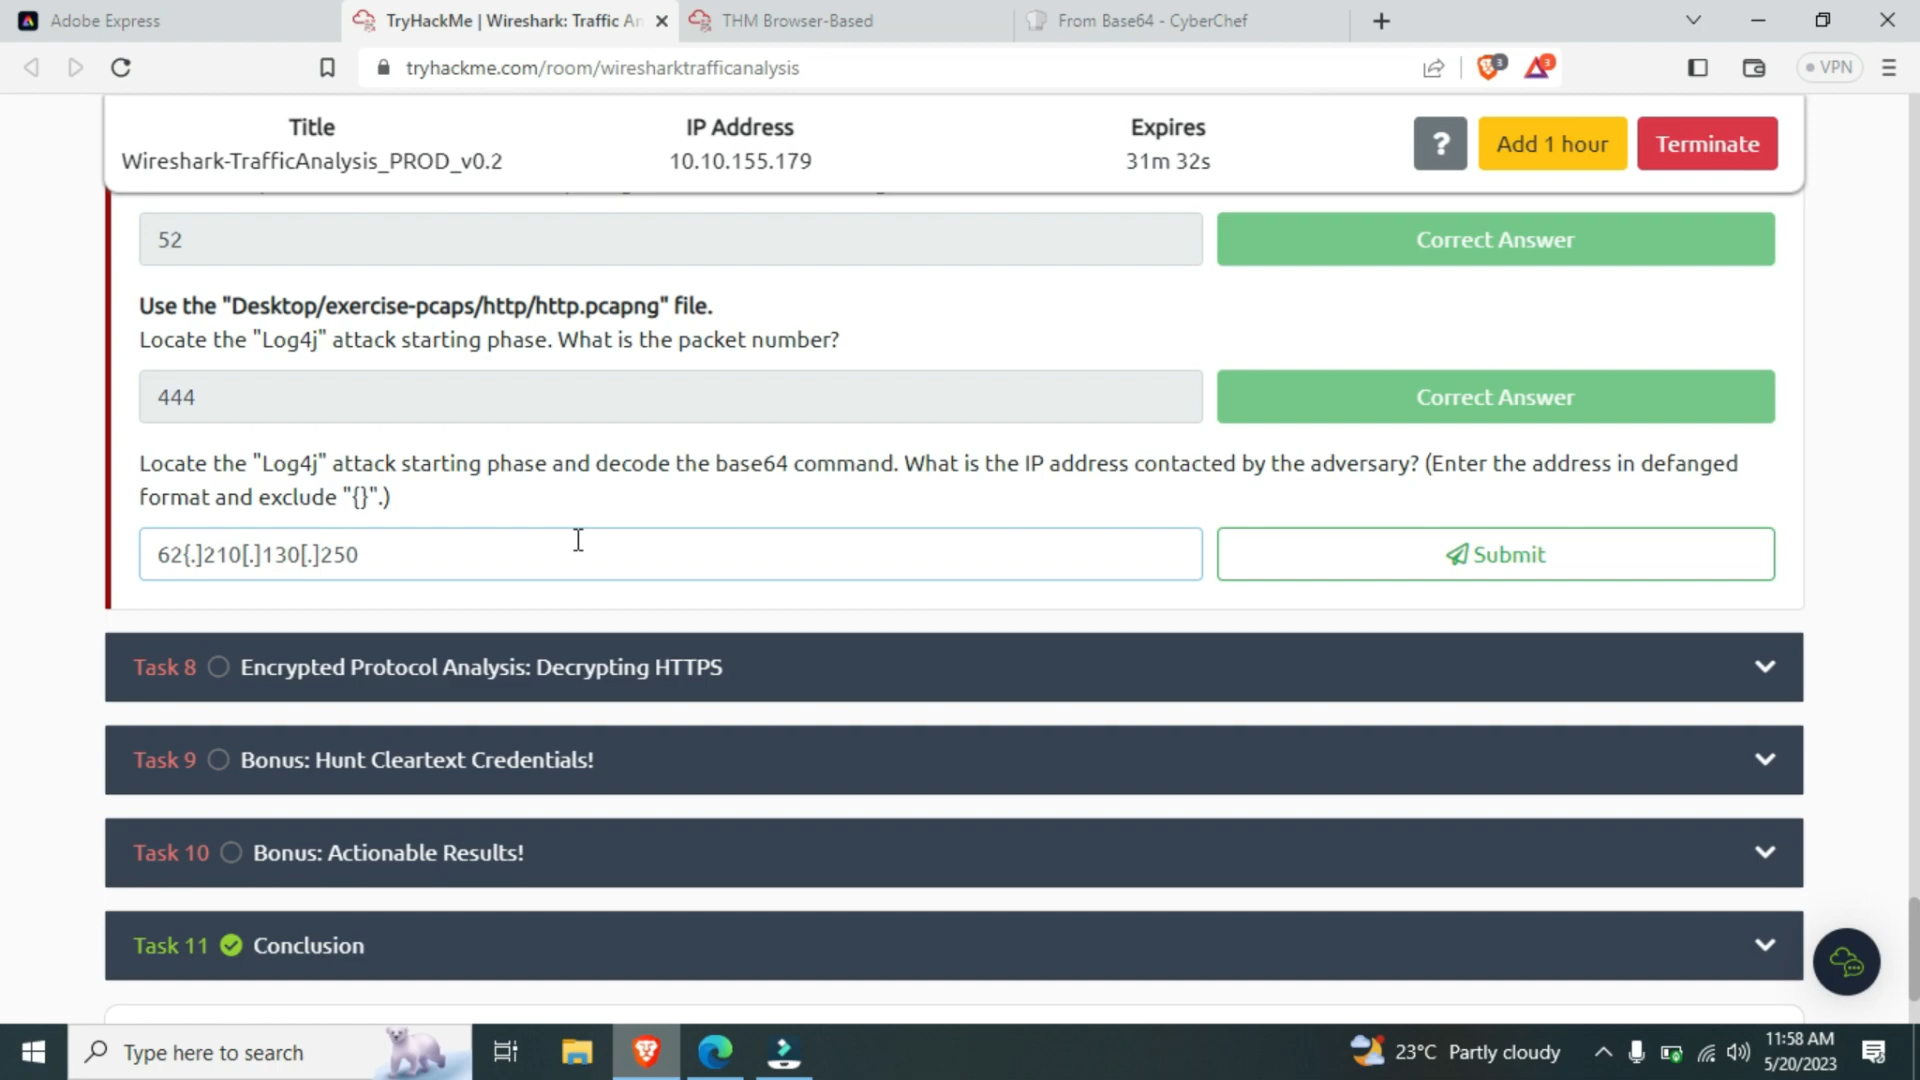 Adobe Express
TryHackMe | Wireshark: Traffic An
THM Browser-Based
From Base64 - CyberChef
tryhackme.com/room/wiresharktrafficanalysis
3
3
VPN
Title
IP Address
Expires
Wireshark-TrafficAnalysis_PROD_v0.2
10.10.155.179
31m 32s
?
Add 1 hour
Terminate
52
Correct Answer
Use the "Desktop/exercise-pcaps/http/http.pcapng" file.
Locate the "Log4j" attack starting phase. What is the packet number?
444
Correct Answer
Locate the "Log4j" attack starting phase and decode the base64 command. What is the IP address contacted by the adversary? (Enter the address in defanged
format and exclude "{}".)
62{.]210[.]130[.]250
Submit
Task 8 Encrypted Protocol Analysis: Decrypting HTTPS
Task 9 Bonus: Hunt Cleartext Credentials!
Task 10 Bonus: Actionable Results!
Task 11 Conclusion
Type here to search
23°C Partly cloudy
11:58 AM
5/20/2023